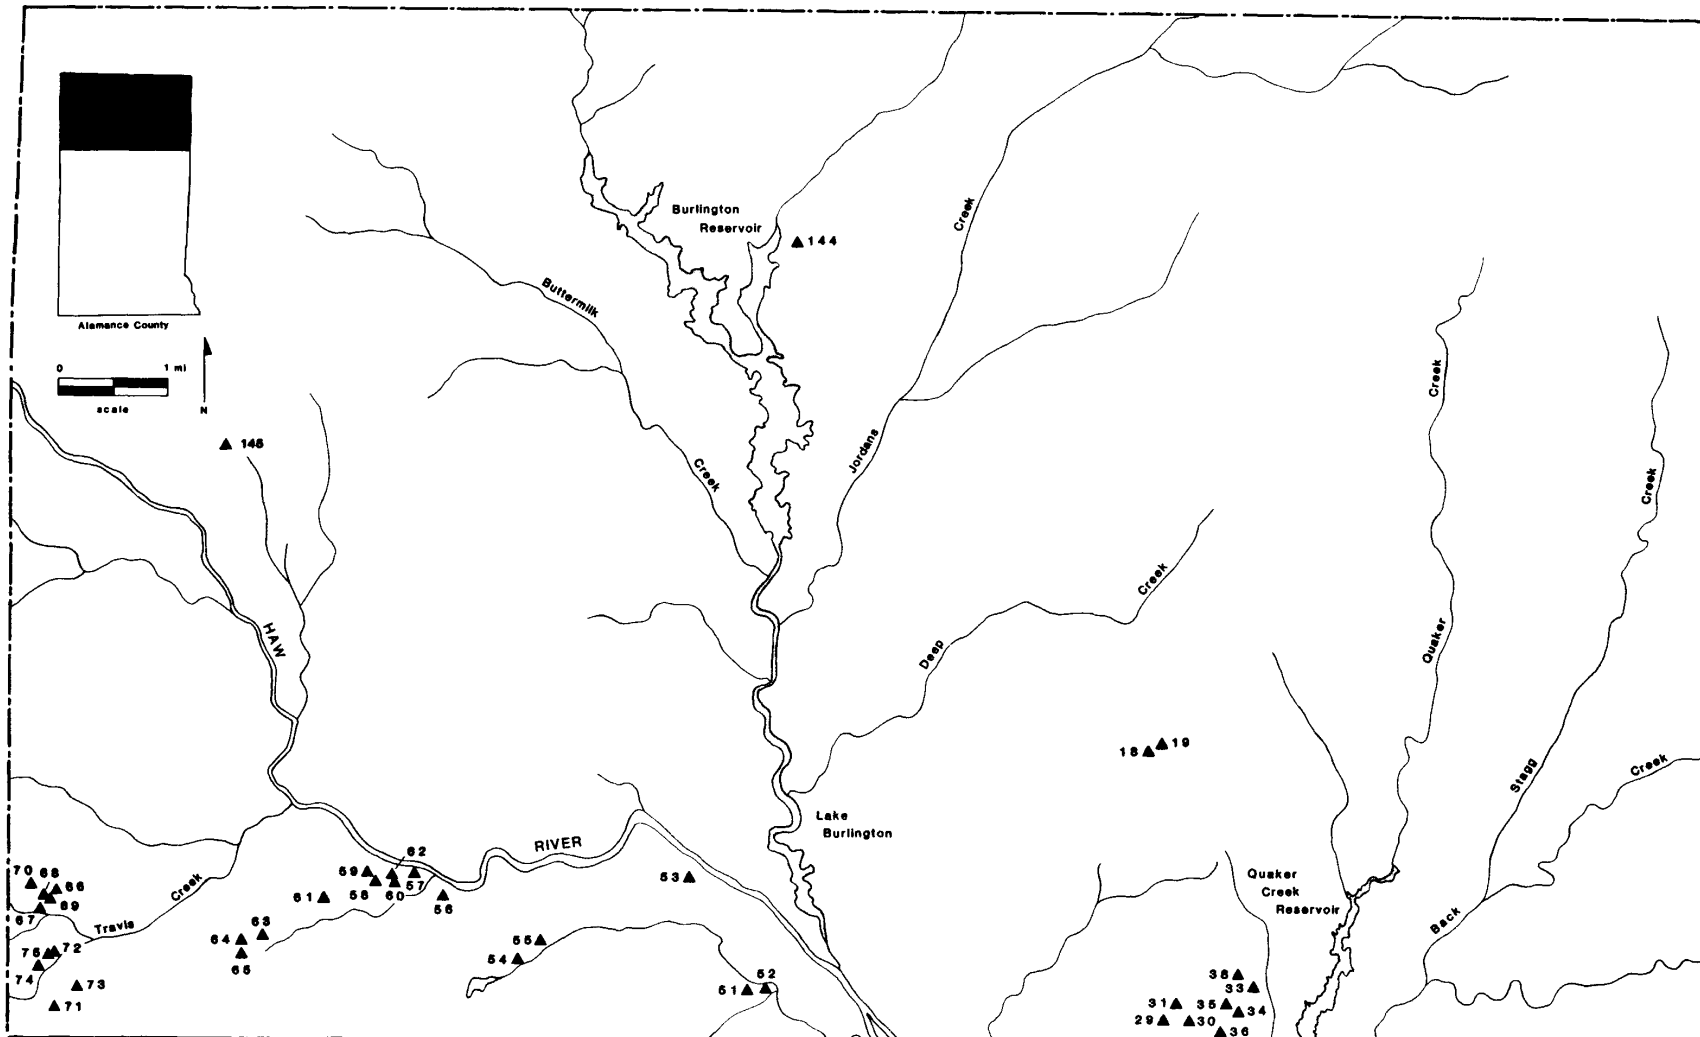 Burlington
Reservoir
144
Creek
Buttermilk
Alamance County
0 1 mi
scale
N
145
Creek
Jordans
Creek
Creek
Creek
HAW
Deep
Quaker
18 19
Stagg
Creek
Lake
Burlington
RIVER
62
59
58 60 57
61
56
53
70 68
66
69
67
Creek
Travis
63
64
65
75 72
74
73
71
55
54
51 52
Quaker
Creek
Reservoir
Back
38
33
31 35
34
29 30
36